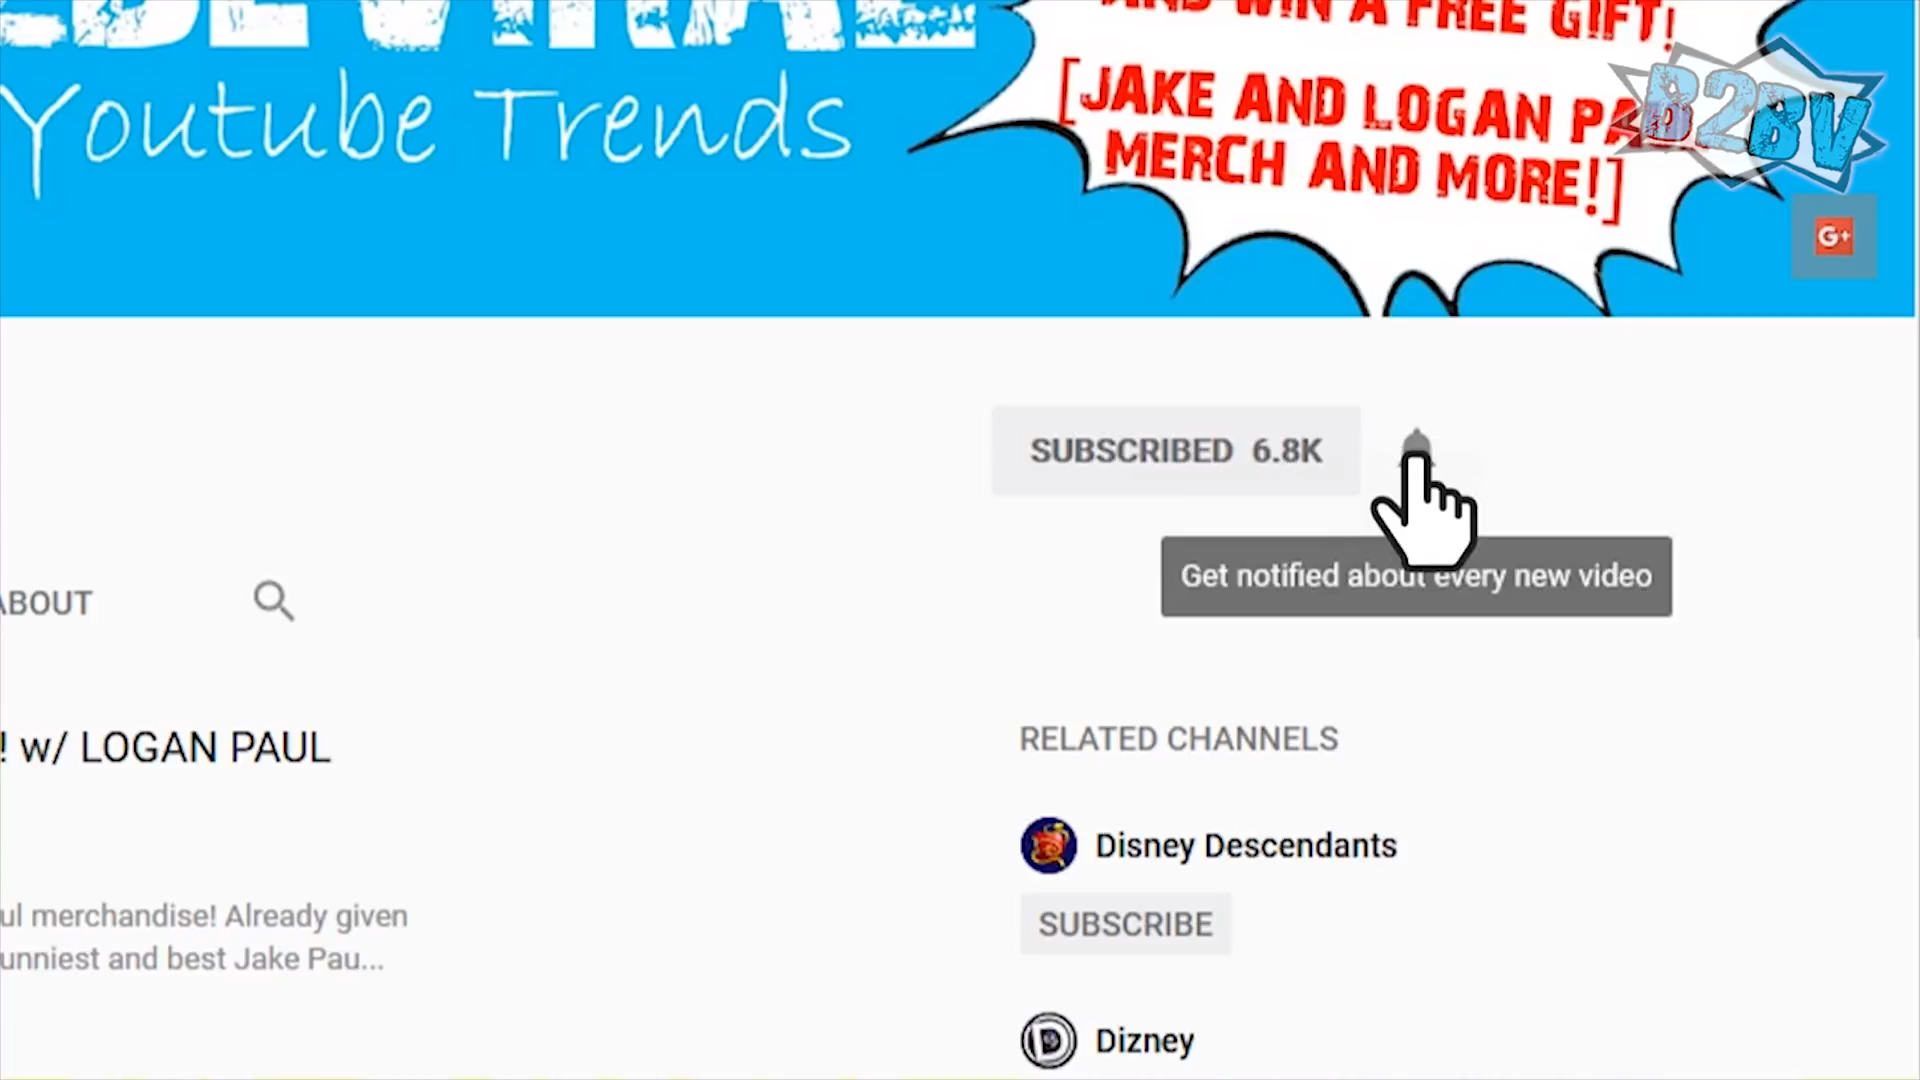 AND WIN A FREE GIFT!
[JAKE AND LOGAN
MERCH AND MORE!]
B2BV
Youtube Trends
G+
SUBSCRIBED 6.8K
Get notified about every new video
ABOUT
! w/ LOGAN PAUL
RELATED CHANNELS
Disney Descendants
SUBSCRIBE
ul merchandise! Already given
unniest and best Jake Pau...
Dizney